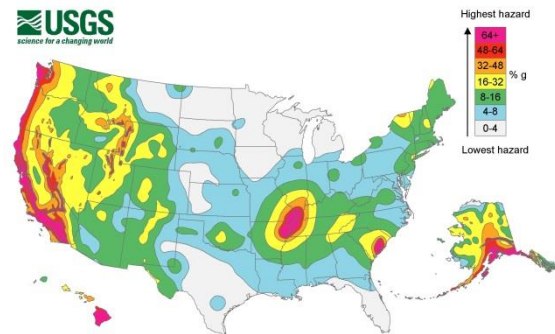 USGS
science for a changing world
Highest hazard
64+
48-64
32-48
16-32
8-16
4-8
0-4
% g
Lowest hazard